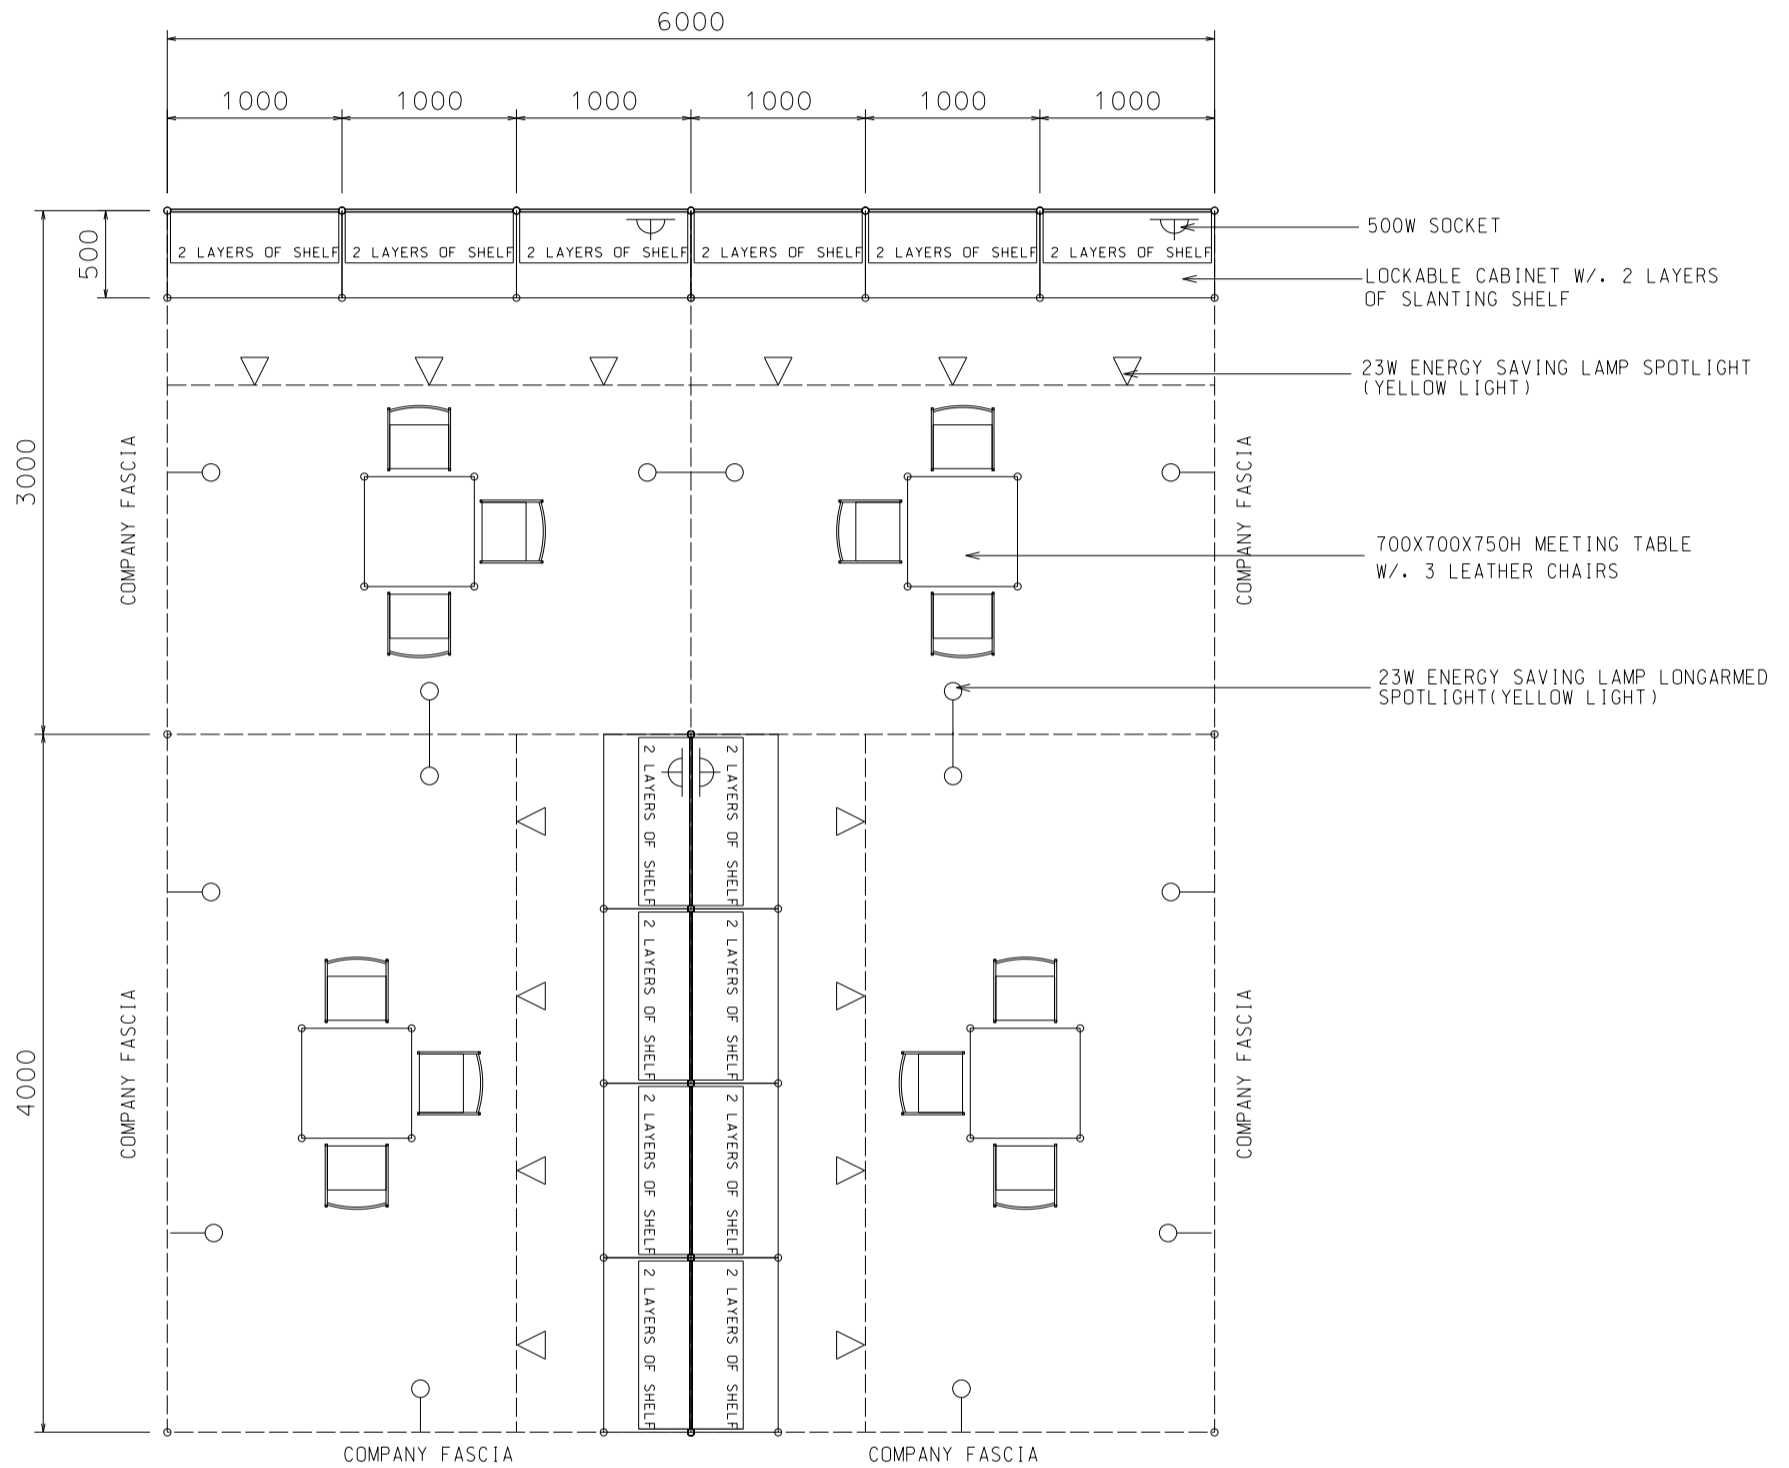 6000
1000 1000 1000 1000 1000 1000
500
2 LAYERS OF SHELF 2 LAYERS OF SHELF 2 LAYERS OF SHELF 2 LAYERS OF SHELF 2 LAYERS OF SHELF 2 LAYERS OF SHELF
500W SOCKET
LOCKABLE CABINET W/. 2 LAYERS
OF SLANTING SHELF
23W ENERGY SAVING LAMP SPOTLIGHT
(YELLOW LIGHT)
3000
COMPANY FASCIA
COMPANY FASCIA
700X700X750H MEETING TABLE
W/. 3 LEATHER CHAIRS
23W ENERGY SAVING LAMP LONGARMED
SPOTLIGHT(YELLOW LIGHT)
2 LAYERS OF SHELF
2 LAYERS OF SHELF
2 LAYERS OF SHELF
2 LAYERS OF SHELF
4000
COMPANY FASCIA
COMPANY FASCIA
2 LAYERS OF SHELF
2 LAYERS OF SHELF
2 LAYERS OF SHELF
2 LAYERS OF SHELF
COMPANY FASCIA
COMPANY FASCIA